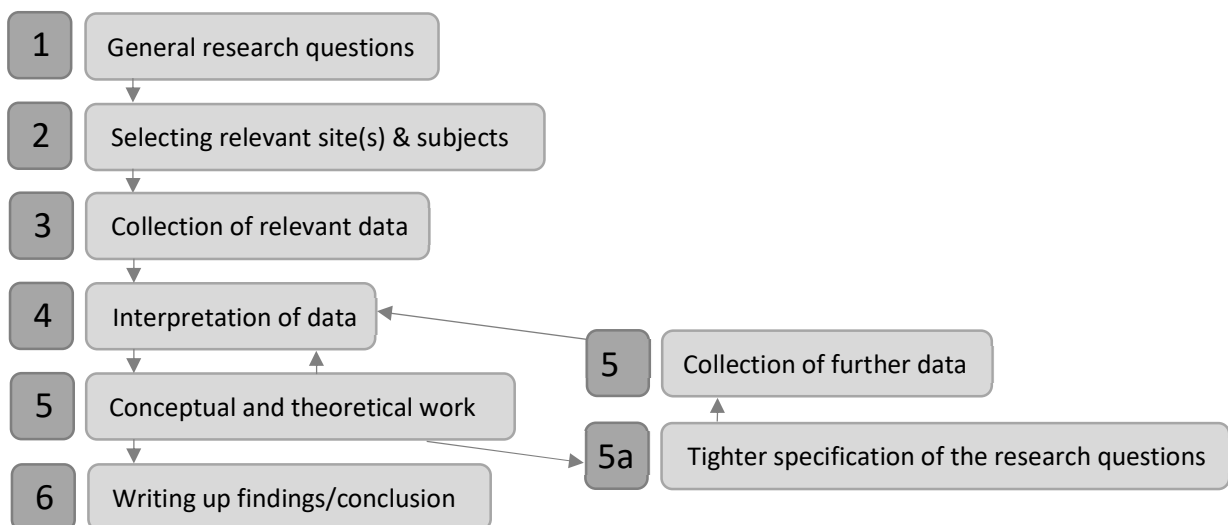 1 General research questions
2 Selecting relevant site(s) & subjects
3 Collection of relevant data
4 Interpretation of data
5 Conceptual and theoretical work
6 Writing up findings/conclusion
5 Collection of further data
5a Tighter specification of the research questions